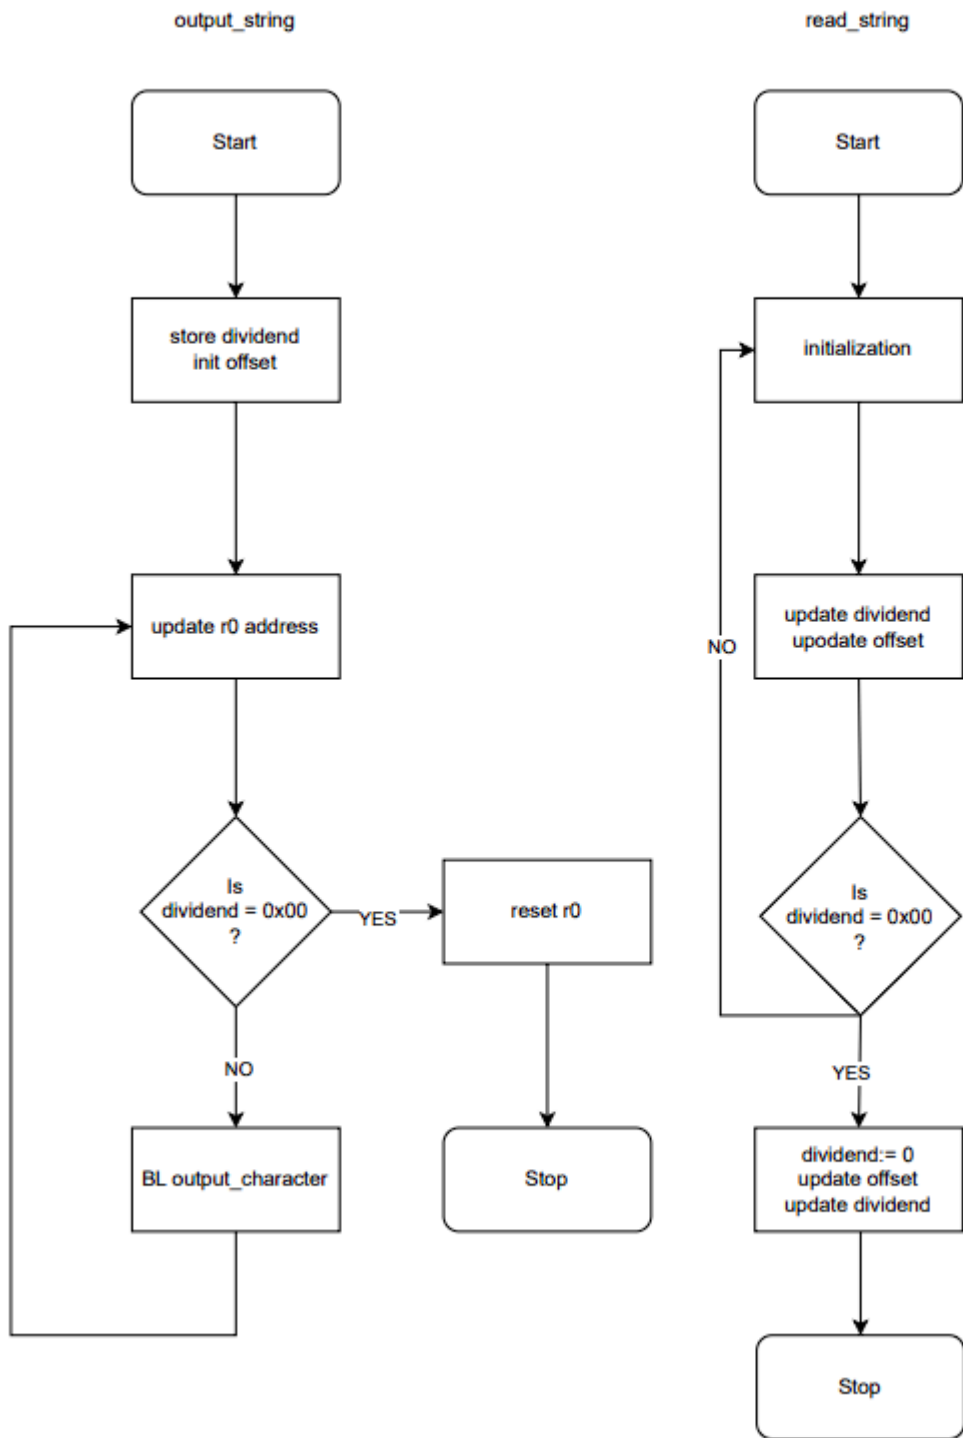 output_string
Start
store dividend
init offset
update r0 address
Is
dividend = 0x00
?
YES
reset r0
Stop
NO
BL output_character
read_string
Start
initialization
update dividend
upodate offset
NO
Is
dividend = 0x00
?
YES
dividend:= 0
update offset
update dividend
Stop